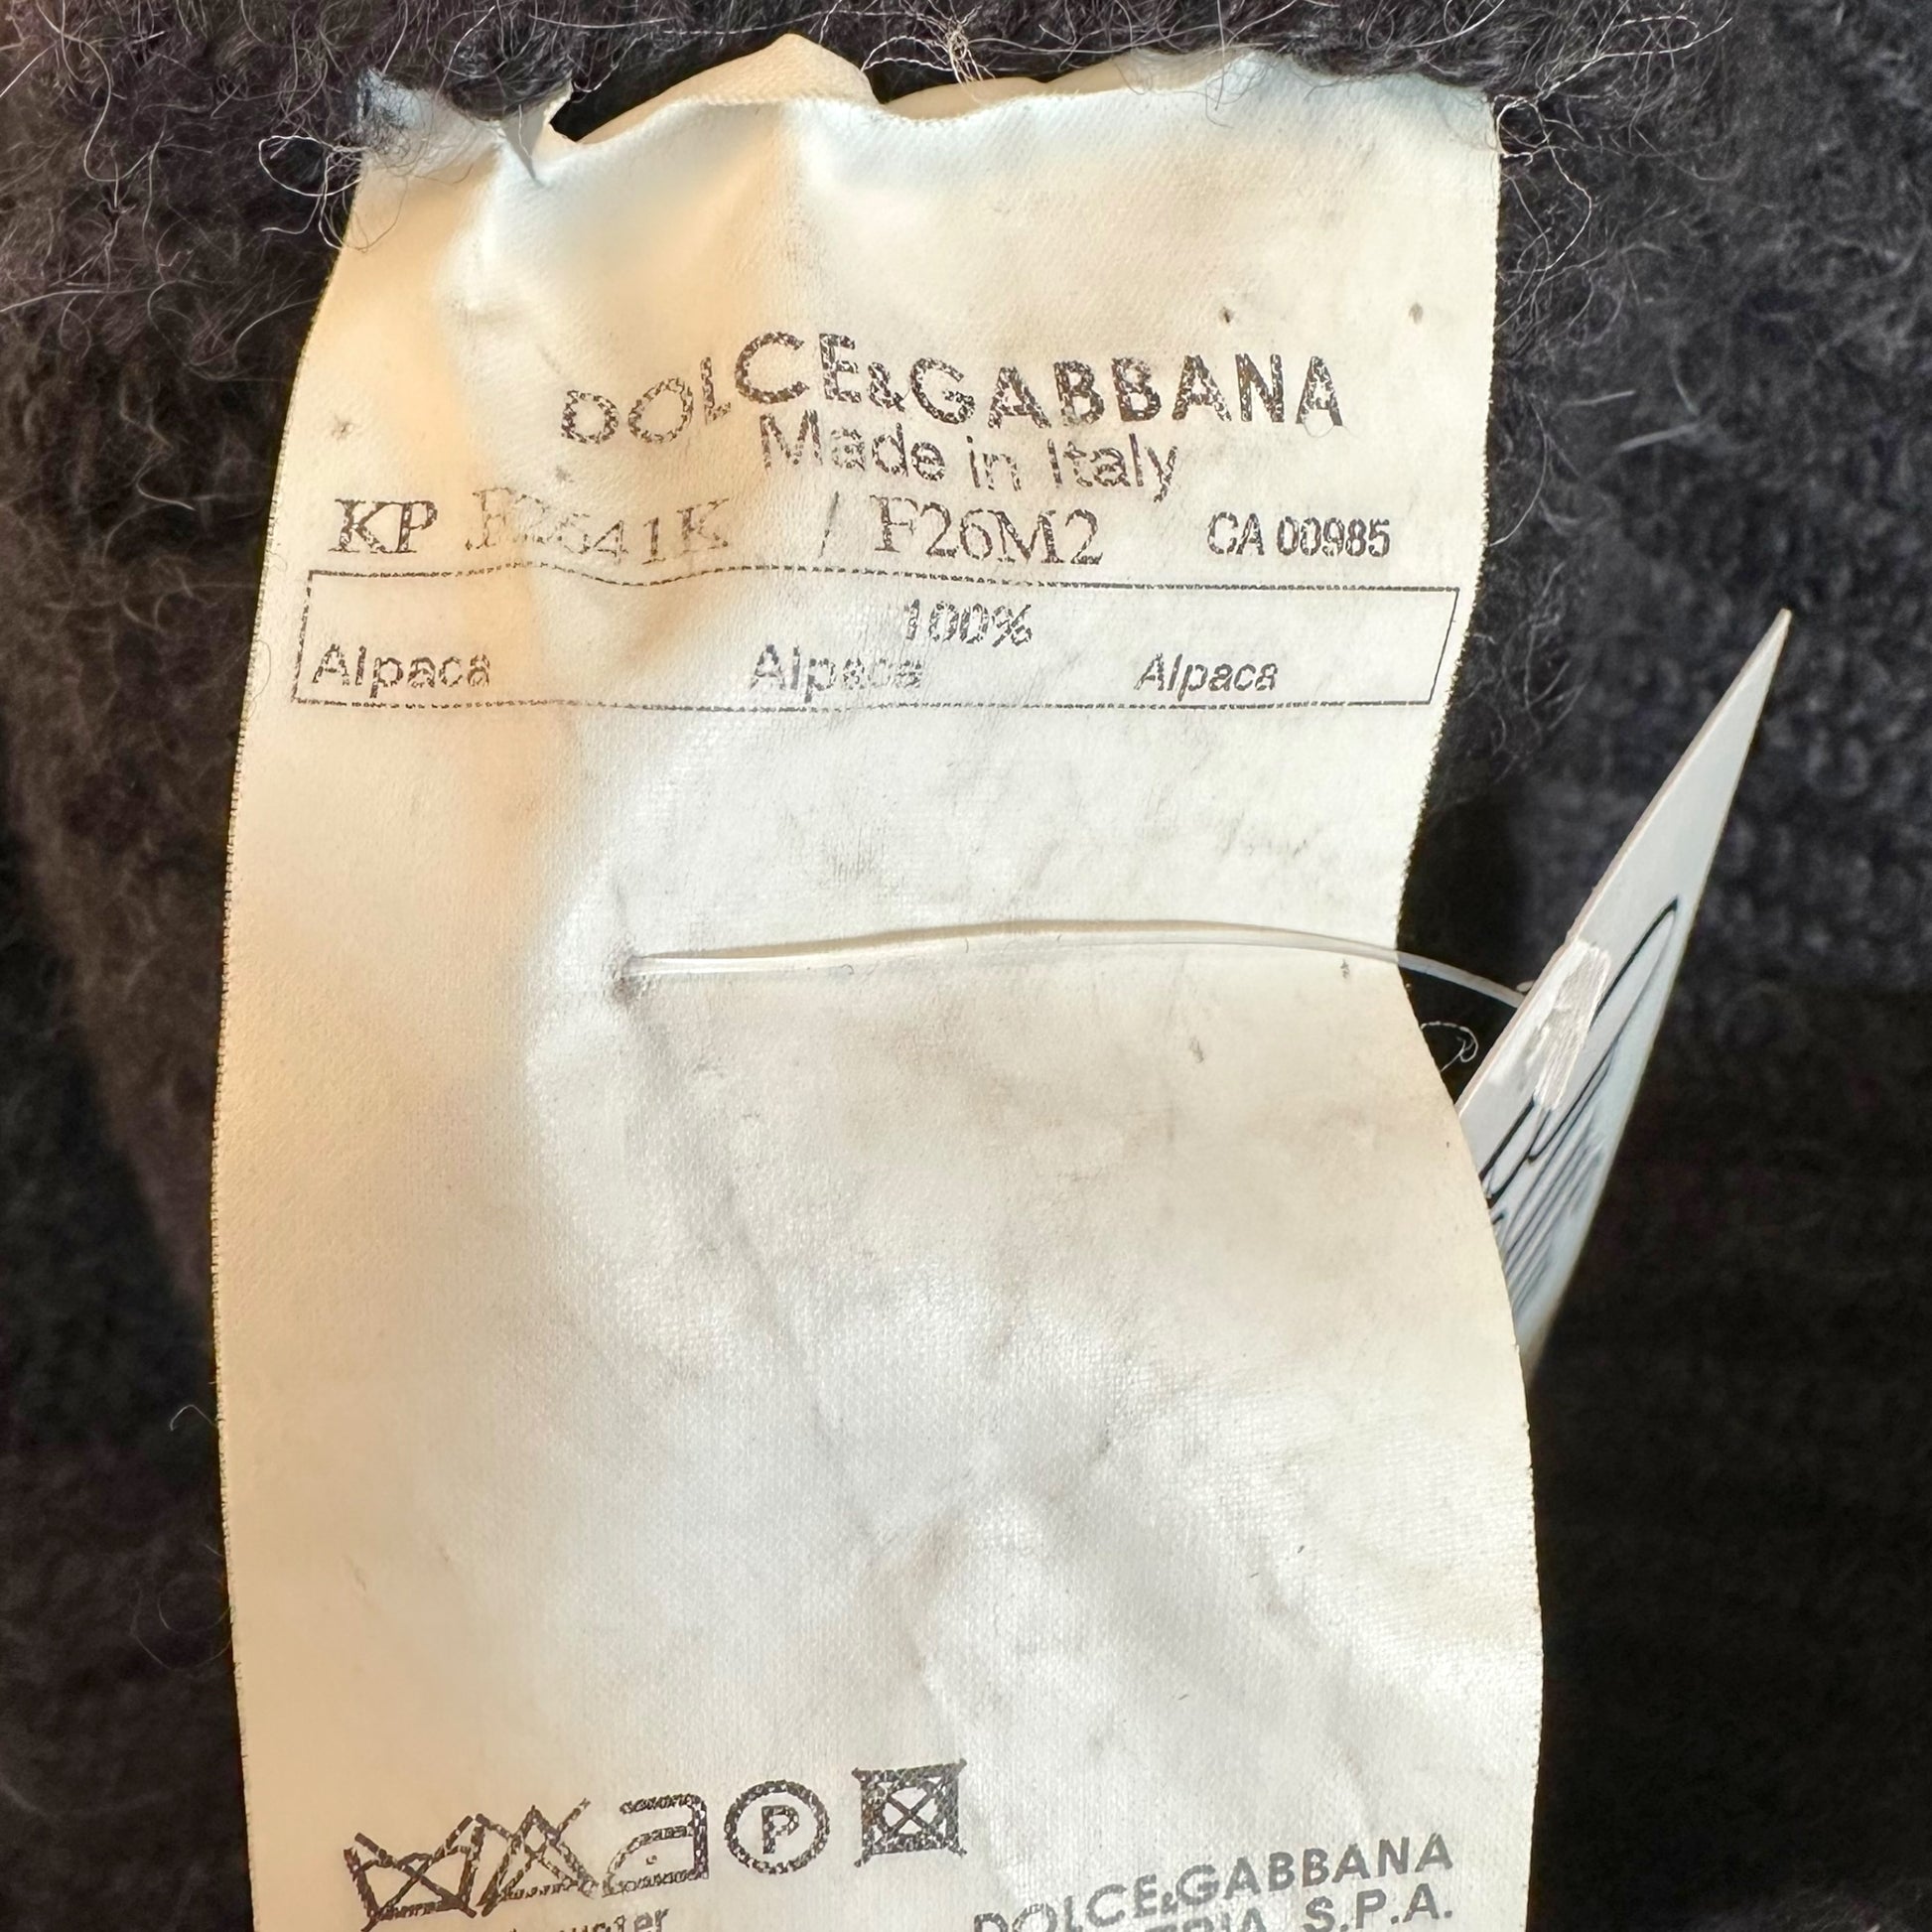 DOLCE&GABBANA
Made in Italy
KP / F26M2 CA 00985
100%
Alpaca Alpaca Alpaca
P
DOLCE&GABBANA
S.P.A.